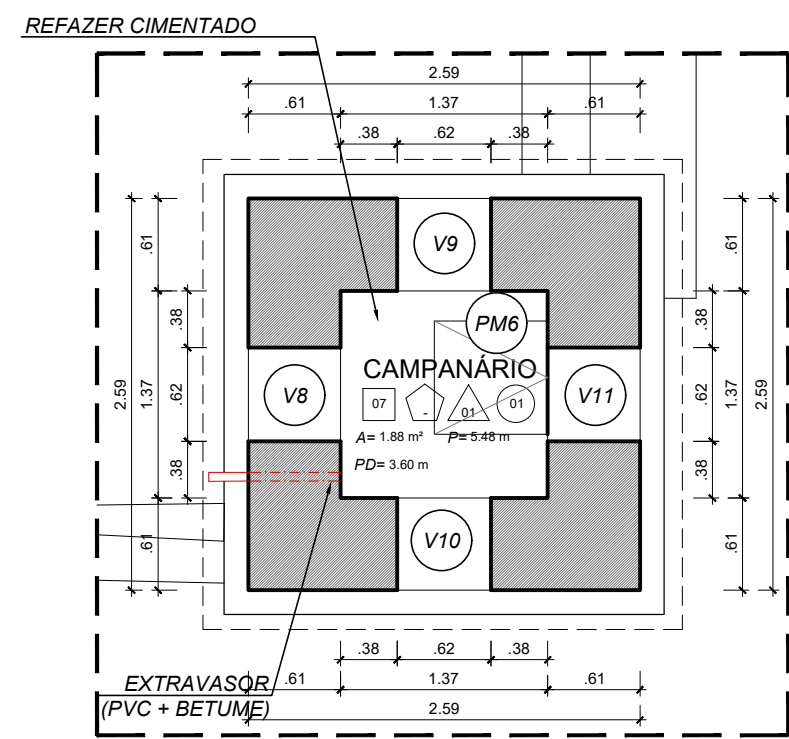 REFAZER CIMENTADO
2.59
.61 1.37 .61
.38 .62 .38
V9
.61 .61
PM6
.38 .38
CAMPANÁRIO
2.59 1.37 .62 V8 V11 .62 1.37 2.59
07 - 01 01
A= 1.88 m² P= 5.48 m
PD= 3.60 m
.38 .38
V10
.61 .61
.38 .62 .38
EXTRAVASOR .61 1.37 .61
(PVC + BETUME) 2.59